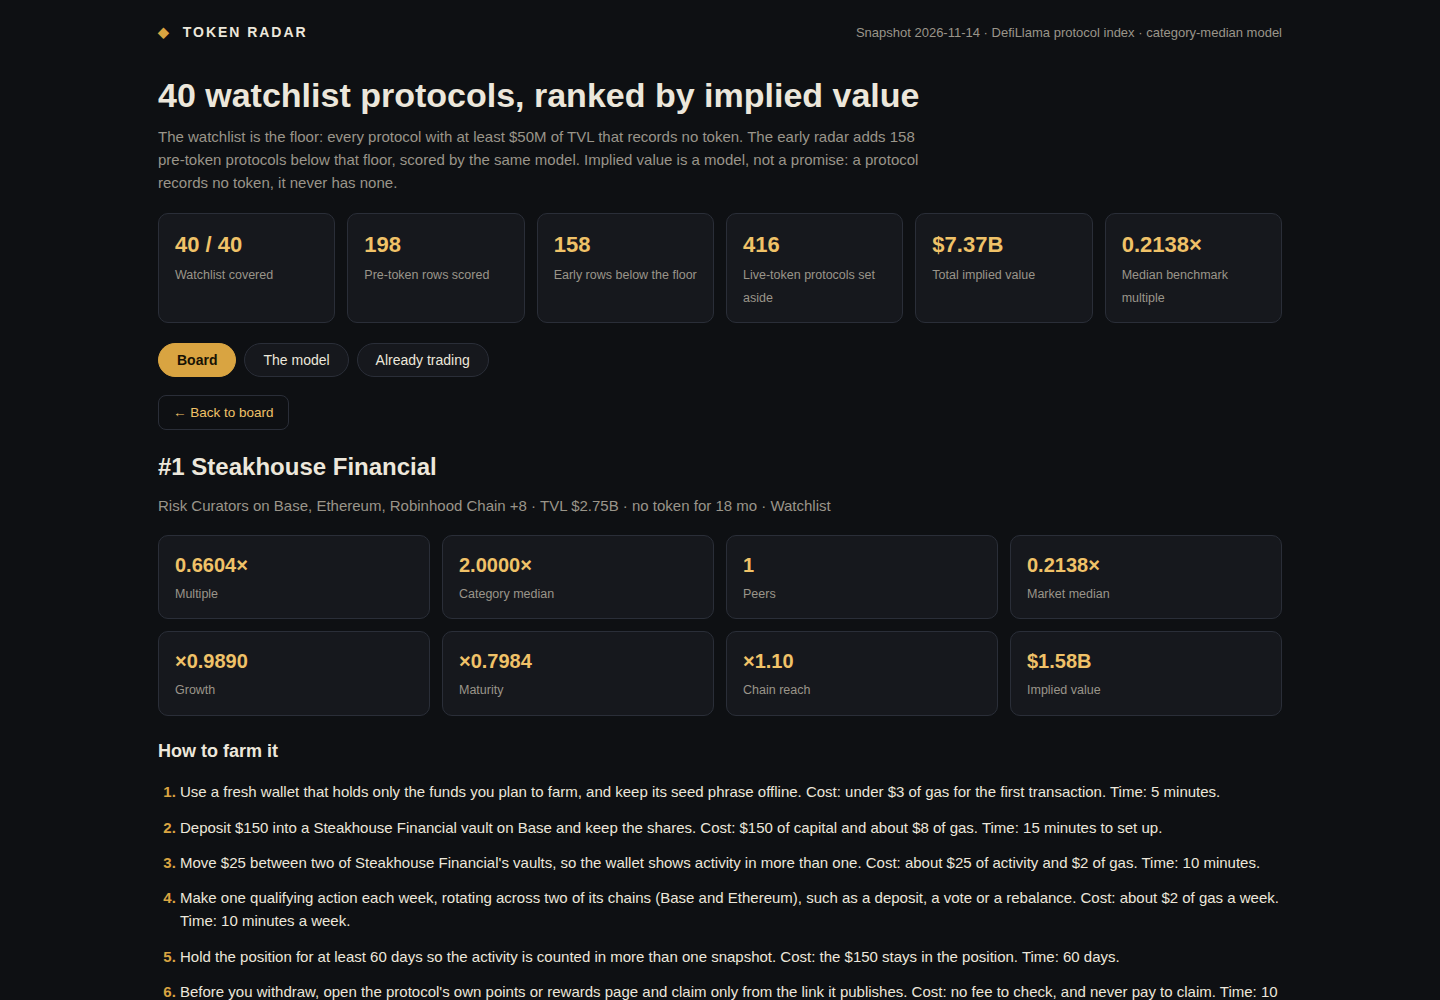 ◆ TOKEN RADAR
Snapshot 2026-11-14 · DefiLlama protocol index · category-median model
40 watchlist protocols, ranked by implied value
The watchlist is the floor: every protocol with at least $50M of TVL that records no token. The early radar adds 158
pre-token protocols below that floor, scored by the same model. Implied value is a model, not a promise: a protocol
records no token, it never has none.
40 / 40
Watchlist covered
198
Pre-token rows scored
158
Early rows below the floor
416
Live-token protocols set
aside
$7.37B
Total implied value
0.2138×
Median benchmark
multiple
Board
The model
Already trading
← Back to board
#1 Steakhouse Financial
Risk Curators on Base, Ethereum, Robinhood Chain +8 · TVL $2.75B · no token for 18 mo · Watchlist
0.6604×
Multiple
2.0000×
Category median
1
Peers
0.2138×
Market median
×0.9890
Growth
×0.7984
Maturity
×1.10
Chain reach
$1.58B
Implied value
How to farm it
1. Use a fresh wallet that holds only the funds you plan to farm, and keep its seed phrase offline. Cost: under $3 of gas for the first transaction. Time: 5 minutes.
2. Deposit $150 into a Steakhouse Financial vault on Base and keep the shares. Cost: $150 of capital and about $8 of gas. Time: 15 minutes to set up.
3. Move $25 between two of Steakhouse Financial's vaults, so the wallet shows activity in more than one. Cost: about $25 of activity and $2 of gas. Time: 10 minutes.
4. Make one qualifying action each week, rotating across two of its chains (Base and Ethereum), such as a deposit, a vote or a rebalance. Cost: about $2 of gas a week.
Time: 10 minutes a week.
5. Hold the position for at least 60 days so the activity is counted in more than one snapshot. Cost: the $150 stays in the position. Time: 60 days.
6. Before you withdraw, open the protocol's own points or rewards page and claim only from the link it publishes. Cost: no fee to check, and never pay to claim. Time: 10